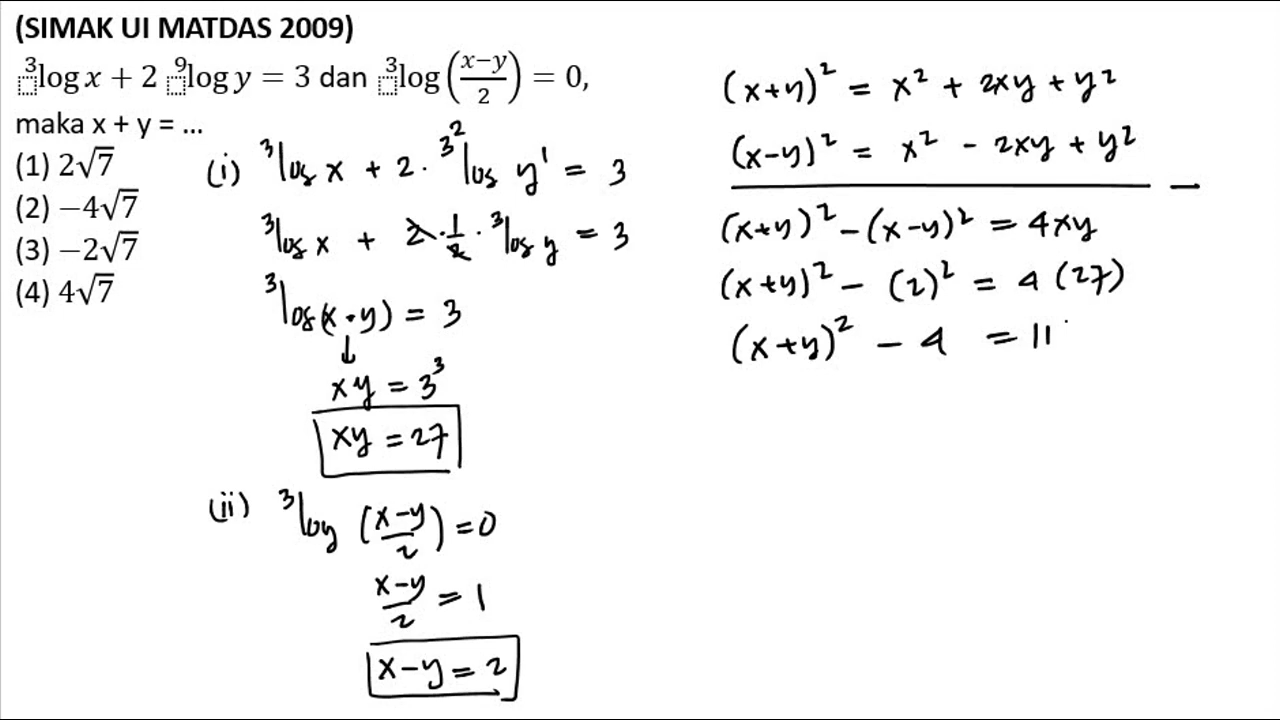 (SIMAK UI MATDAS 2009)
³log x + 2 ⁹log y = 3 dan ³log (x−y/2) = 0,
maka x + y = ...
(1) 2√7
(2) −4√7
(3) −2√7
(4) 4√7
(i) ³log x + 2 · ³²log y¹ = 3
³log x + 2 · 1/2 · ³log y = 3
³log(x · y) = 3
↓
xy = 3³
xy = 27
(ii) ³log (x−y/2) = 0
x−y/2 = 1
x−y = 2
(x+y)² = x² + 2xy + y²
(x−y)² = x² − 2xy + y²
−
(x+y)² − (x−y)² = 4xy
(x+y)² − (2)² = 4 (27)
(x+y)² − 4 = 11